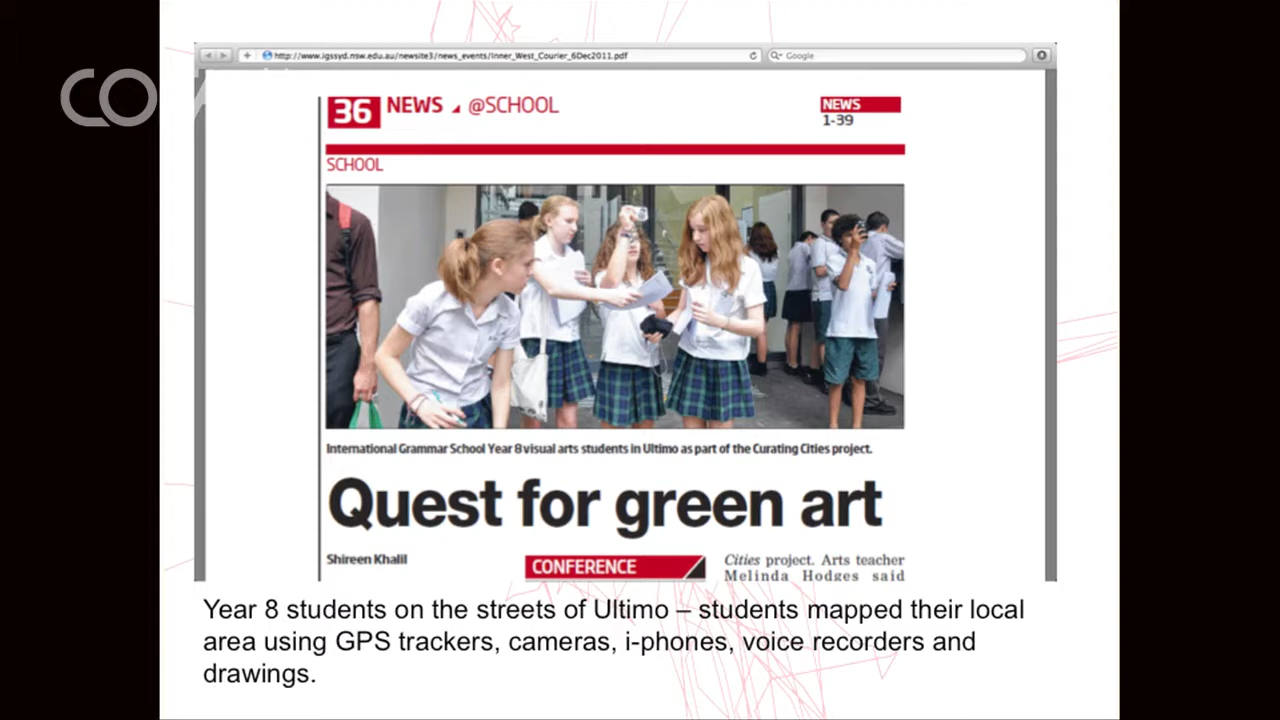 http://www.igssyd.nsw.edu.au/newsite3/news_events/Inner_West_Courier_6Dec2011.pdf
Google
36 NEWS @SCHOOL
NEWS
1-39
SCHOOL
International Grammar School Year 8 visual arts students in Ultimo as part of the Curating Cities project.
Quest for green art
Shireen Khalil
CONFERENCE
Cities project. Arts teacher
Melinda Hodges said
Year 8 students on the streets of Ultimo – students mapped their local
area using GPS trackers, cameras, i-phones, voice recorders and
drawings.